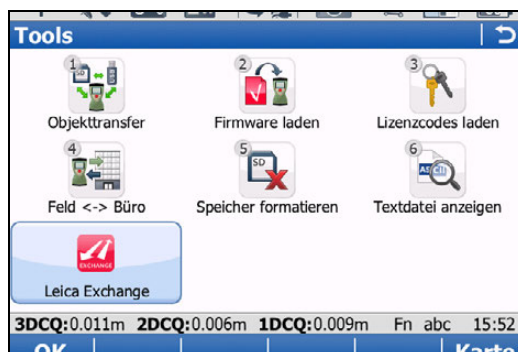 Tools
1
2
3
Objekttransfer
Firmware laden
Lizenzcodes laden
4
5
6
SD
Feld <-> Büro
Speicher formatieren
Textdatei anzeigen
EXCHANGE
Leica Exchange
3DCQ:0.011m 2DCQ:0.006m 1DCQ:0.009m Fn abc 15:52
OK Karte